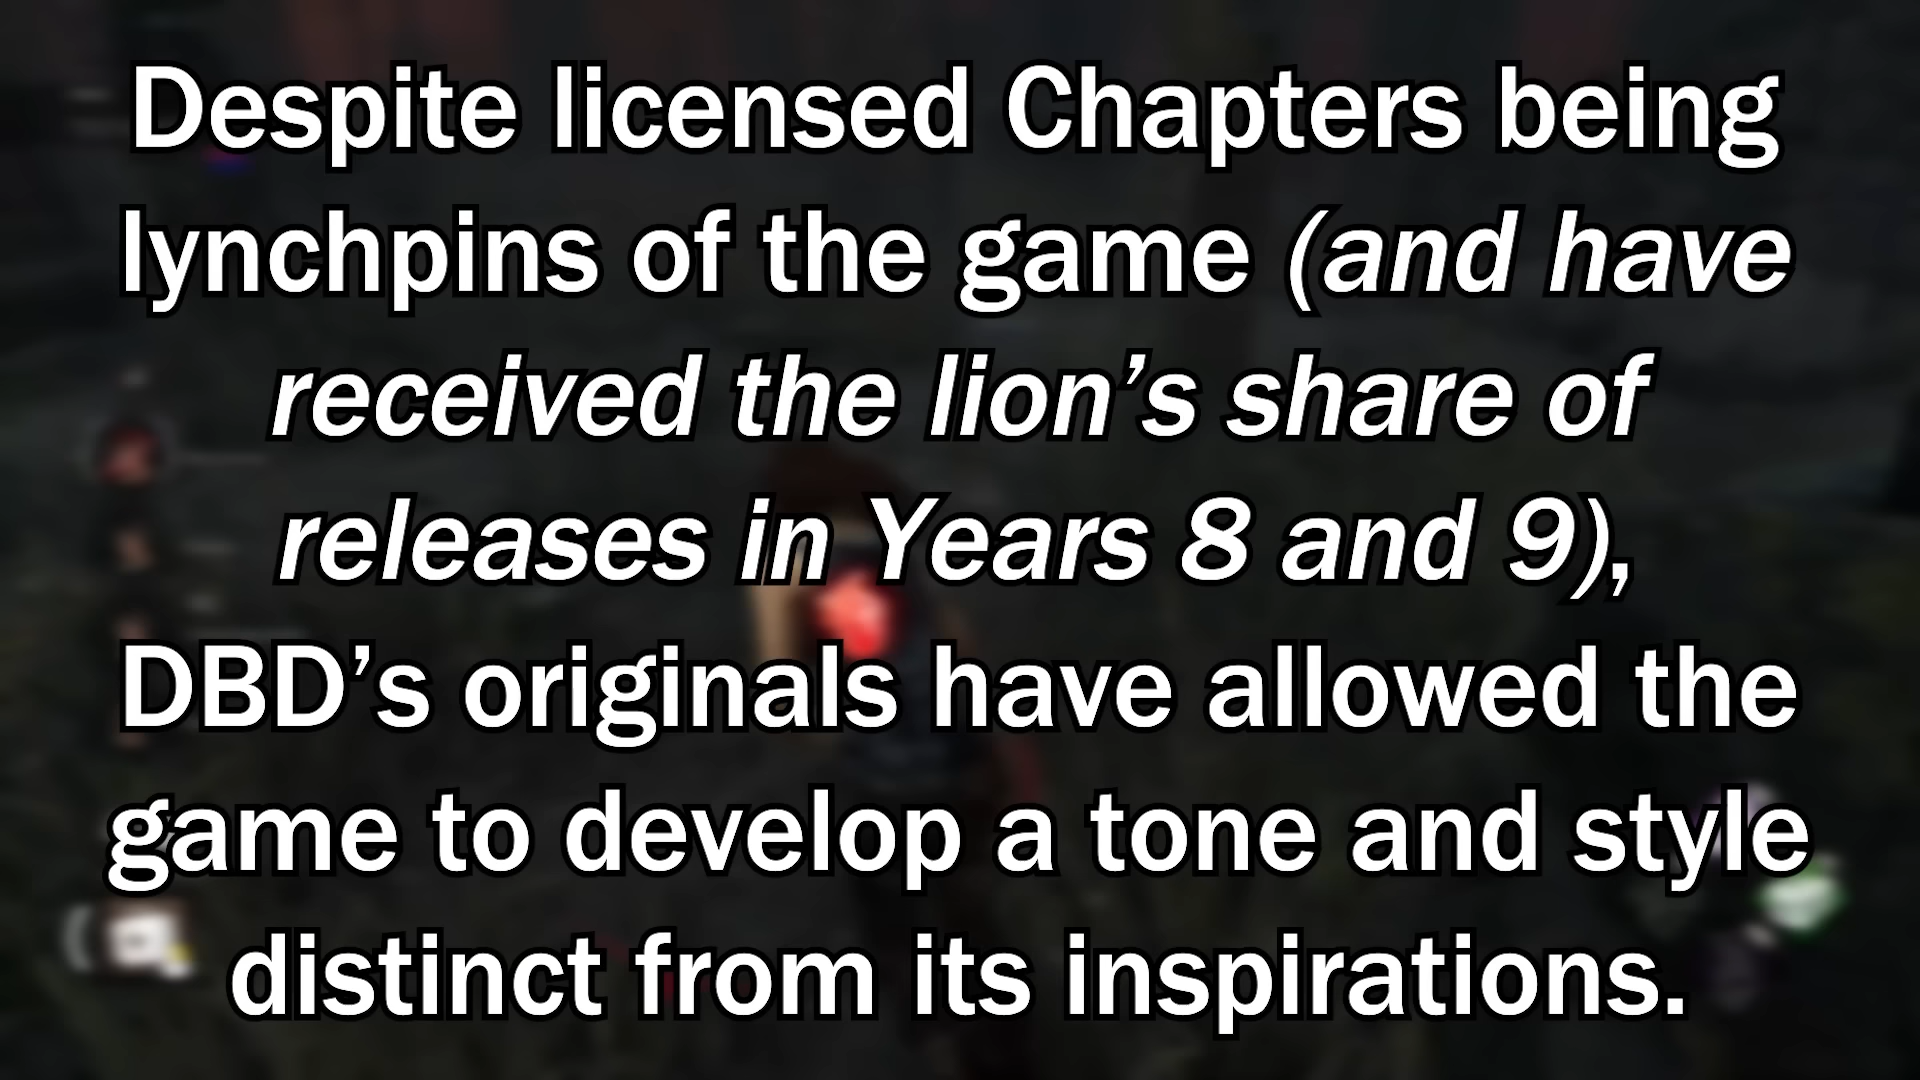 Despite licensed Chapters being
lynchpins of the game (and have
received the lion’s share of
releases in Years 8 and 9),
DBD’s originals have allowed the
game to develop a tone and style
distinct from its inspirations.